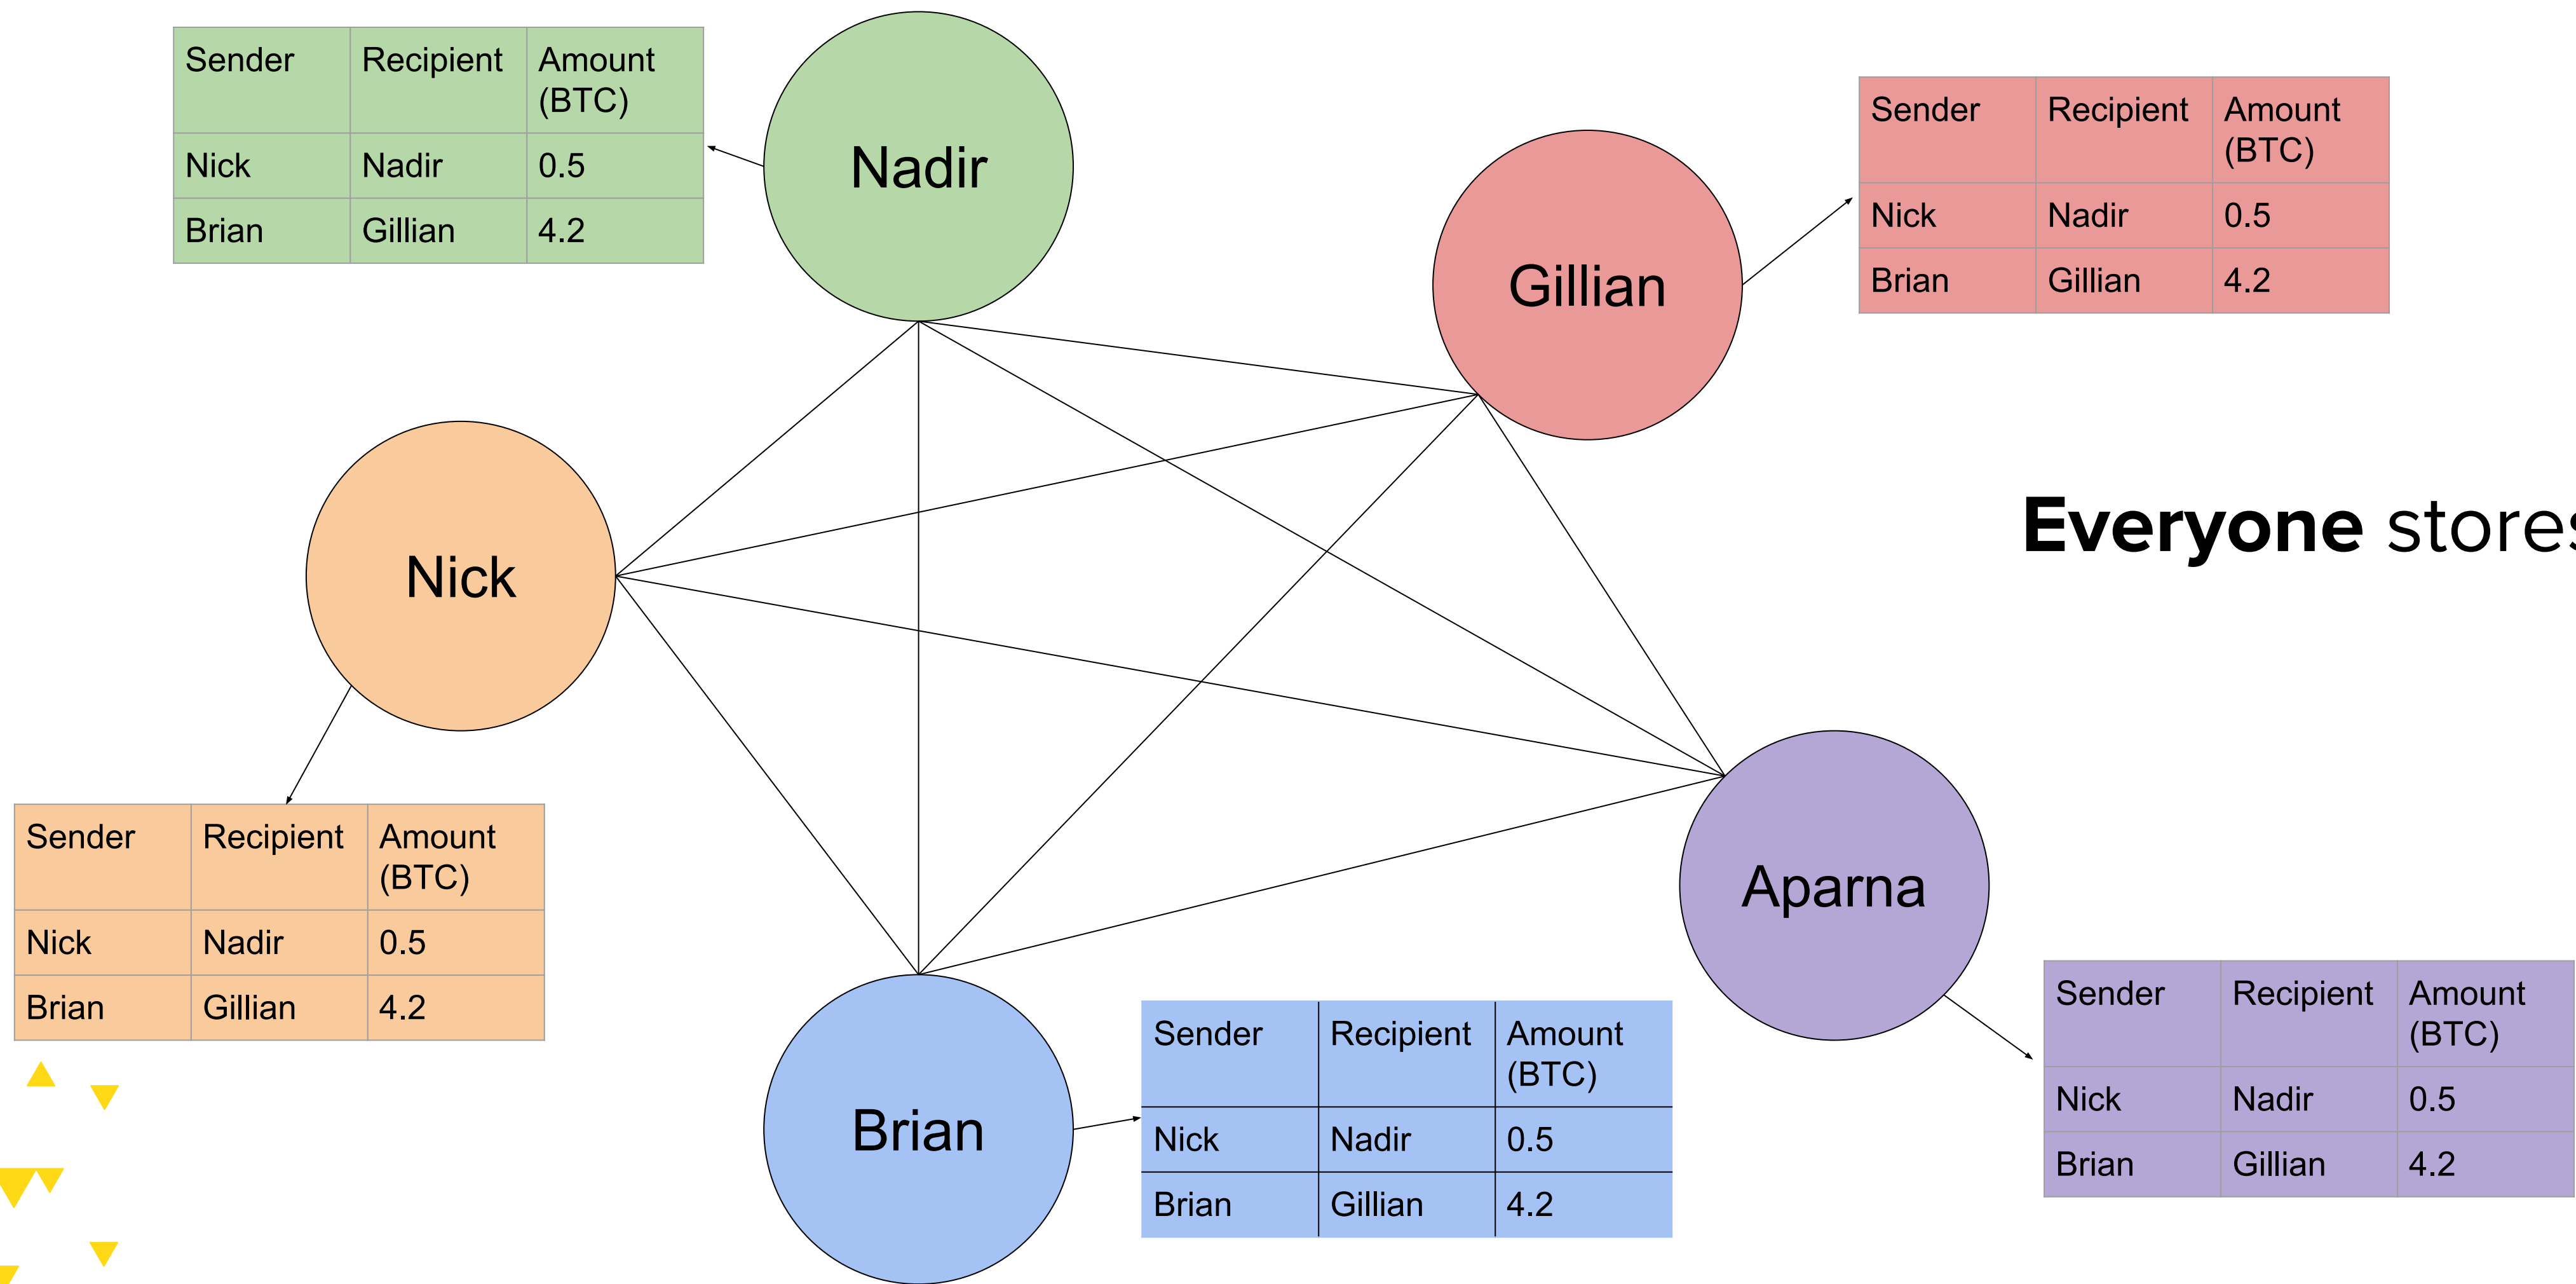 Sender Recipient Amount
(BTC)
Nick Nadir 0.5
Brian Gillian 4.2
Nadir
Gillian
Sender Recipient Amount
(BTC)
Nick Nadir 0.5
Brian Gillian 4.2
Everyone stores
Nick
Sender Recipient Amount
(BTC)
Nick Nadir 0.5
Brian Gillian 4.2
Aparna
Brian
Sender Recipient Amount
(BTC)
Nick Nadir 0.5
Brian Gillian 4.2
Sender Recipient Amount
(BTC)
Nick Nadir 0.5
Brian Gillian 4.2